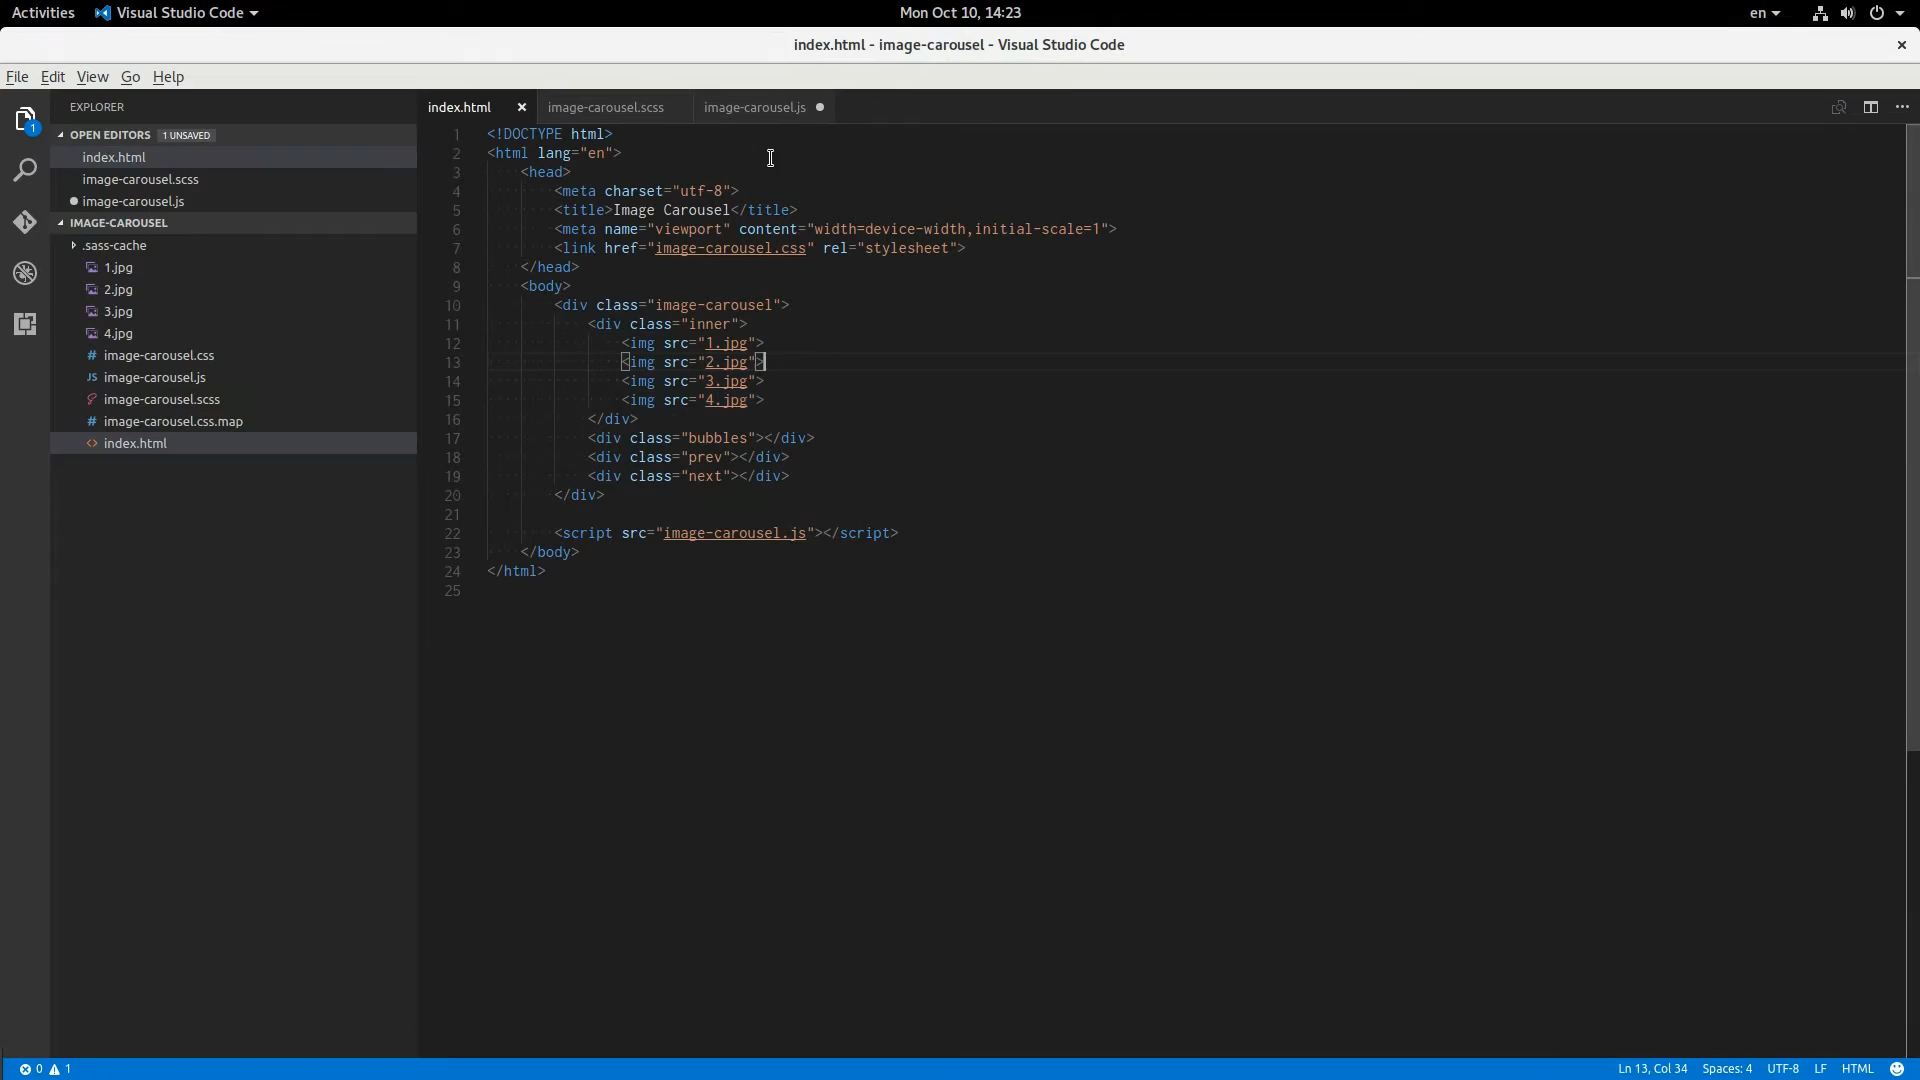 Activities Visual Studio Code Mon Oct 10, 14:23 en
index.html - image-carousel - Visual Studio Code
File Edit View Go Help
EXPLORER
OPEN EDITORS 1 UNSAVED
index.html
image-carousel.scss
image-carousel.js
IMAGE-CAROUSEL
.sass-cache
1.jpg
2.jpg
3.jpg
4.jpg
# image-carousel.css
JS image-carousel.js
image-carousel.scss
# image-carousel.css.map
<> index.html
1
index.html image-carousel.scss image-carousel.js
1 <!DOCTYPE html>
2 <html lang="en">
3 <head>
4 <meta charset="utf-8">
5 <title>Image Carousel</title>
6 <meta name="viewport" content="width=device-width,initial-scale=1">
7 <link href="image-carousel.css" rel="stylesheet">
8 </head>
9 <body>
10 <div class="image-carousel">
11 <div class="inner">
12 <img src="1.jpg">
13 <img src="2.jpg">
14 <img src="3.jpg">
15 <img src="4.jpg">
16 </div>
17 <div class="bubbles"></div>
18 <div class="prev"></div>
19 <div class="next"></div>
20 </div>
21
22 <script src="image-carousel.js"></script>
23 </body>
24 </html>
25
0 1 Ln 13, Col 34 Spaces: 4 UTF-8 LF HTML